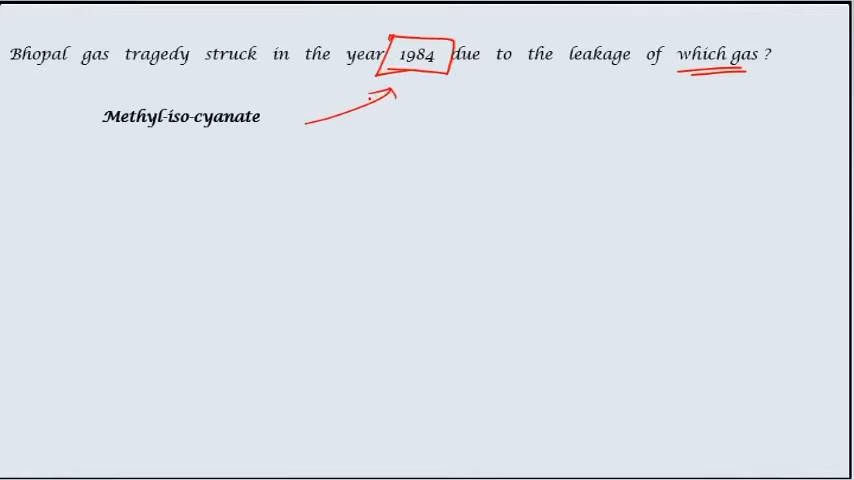 Bhopal gas tragedy struck in the year 1984 due to the leakage of which gas ?
Methyl-iso-cyanate